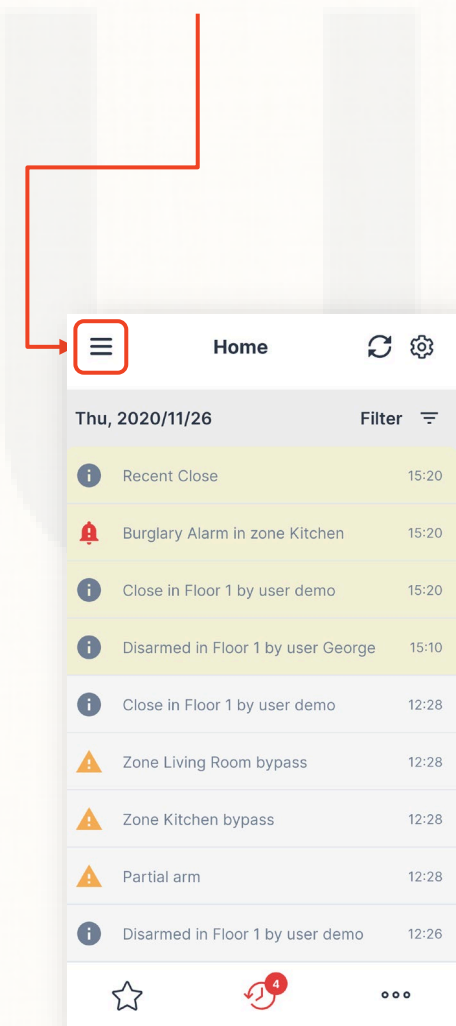 Home
Thu, 2020/11/26 Filter
Recent Close 15:20
Burglary Alarm in zone Kitchen 15:20
Close in Floor 1 by user demo 15:20
Disarmed in Floor 1 by user George 15:10
Close in Floor 1 by user demo 12:28
Zone Living Room bypass 12:28
Zone Kitchen bypass 12:28
Partial arm 12:28
Disarmed in Floor 1 by user demo 12:26
4